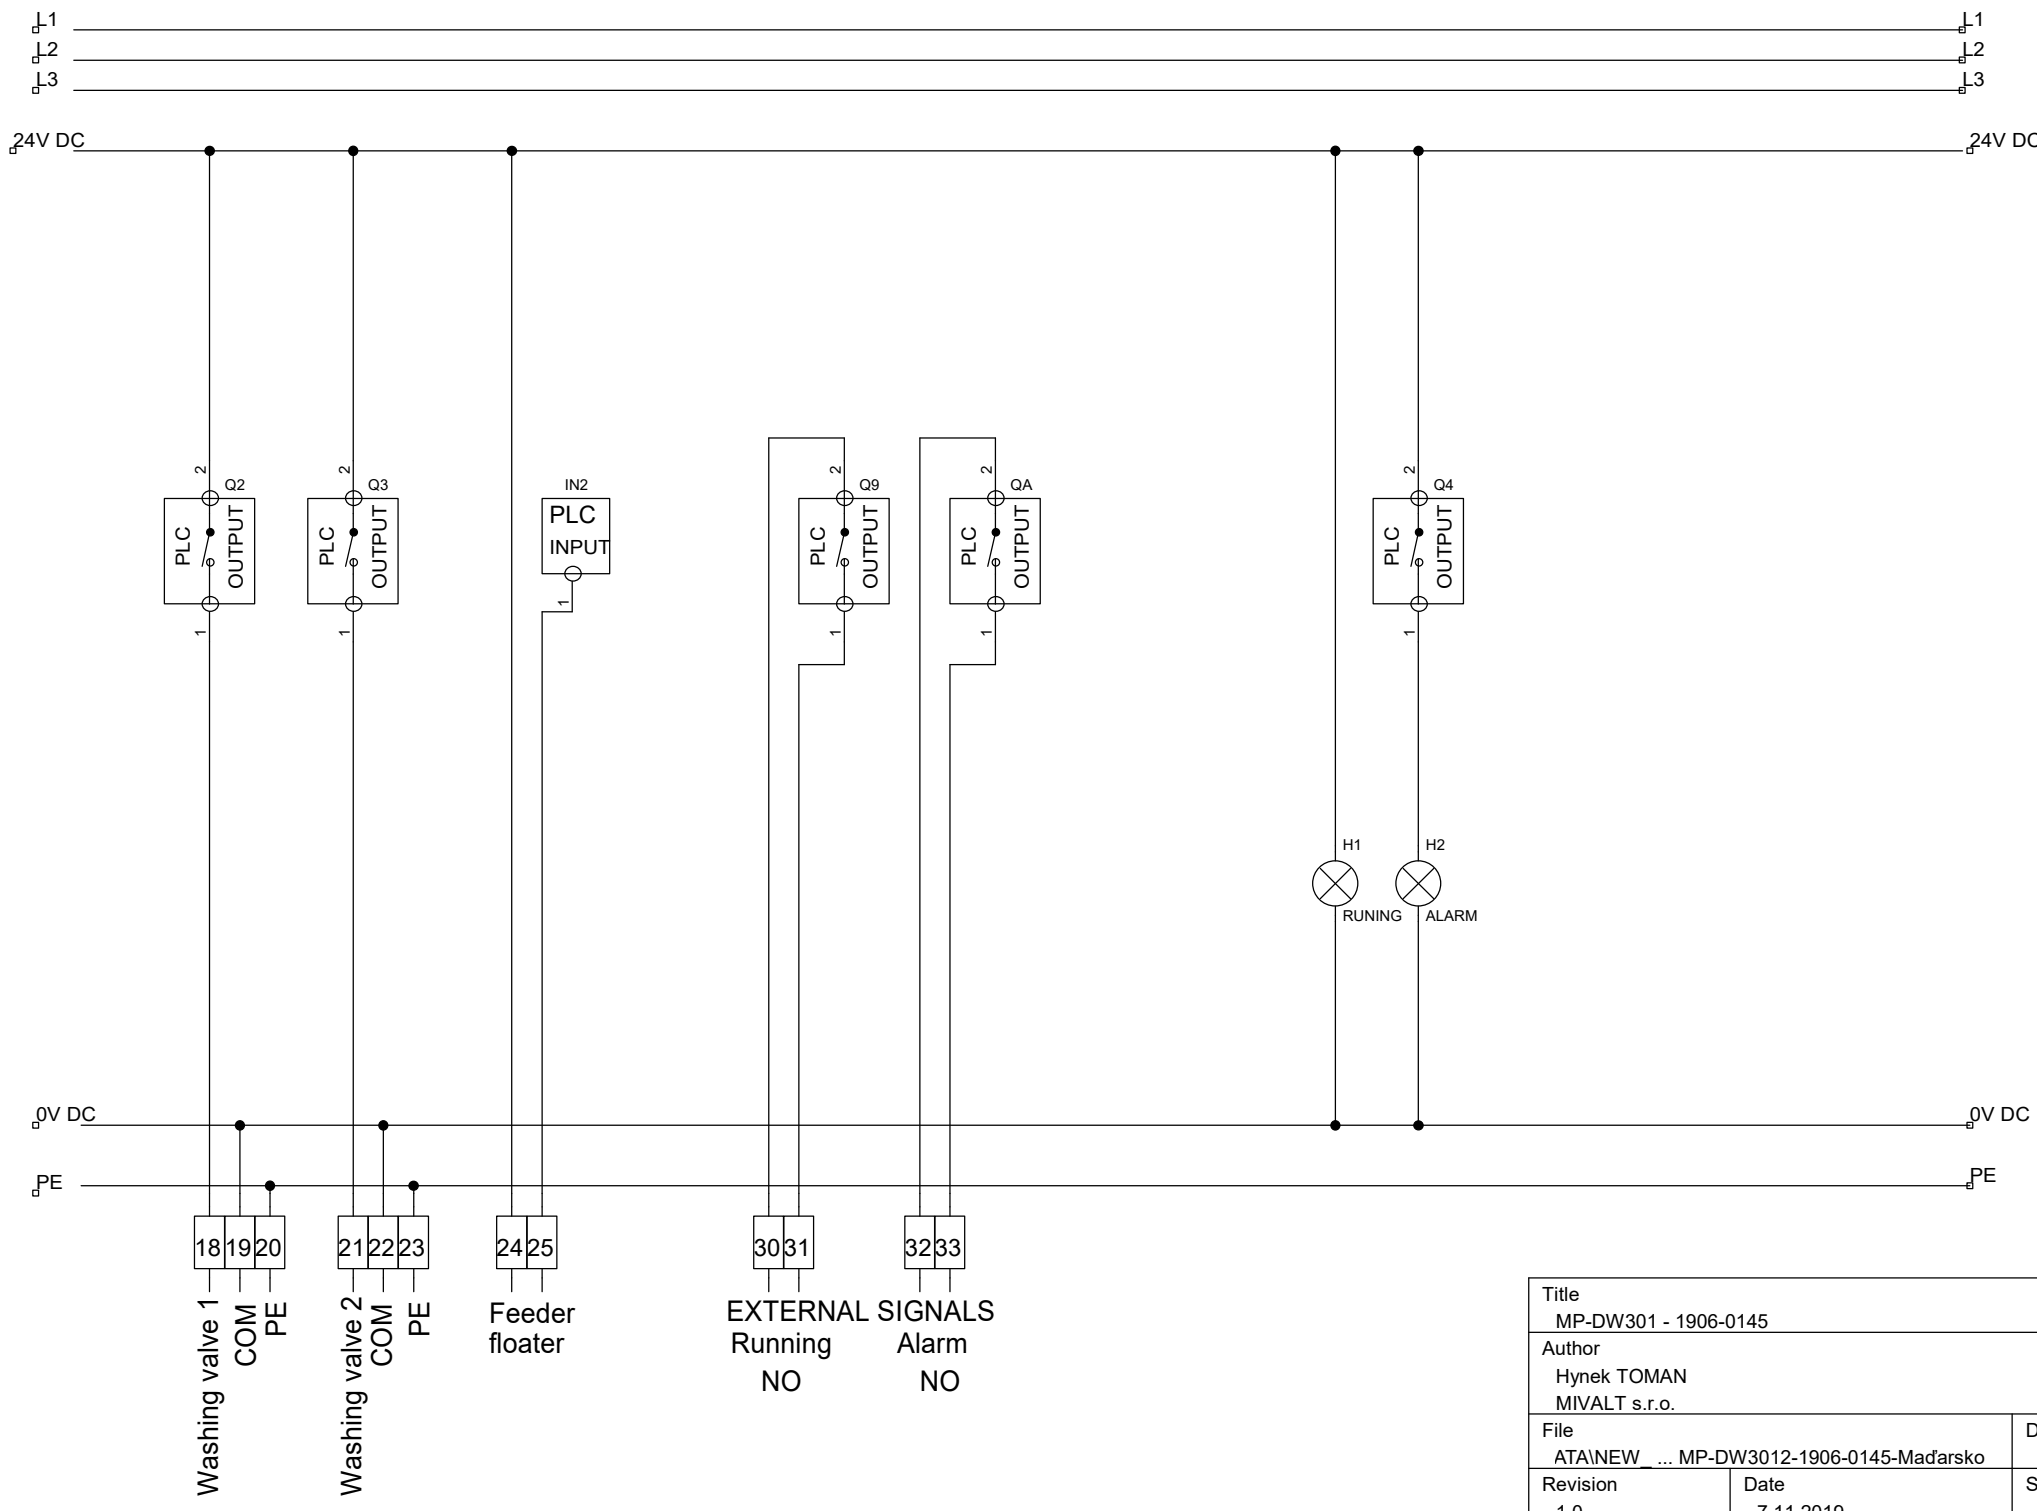 L1
L1
L2
L2
L3
L3
24V DC
24V DC
2
Q2
PLC
OUTPUT
1
2
Q3
PLC
OUTPUT
1
IN2
PLC
INPUT
1
2
Q9
PLC
OUTPUT
1
2
QA
PLC
OUTPUT
1
2
Q4
PLC
OUTPUT
1
H1
RUNING
H2
ALARM
0V DC
0V DC
PE
PE
18 19 20
21 22 23
24 25
30 31
32 33
Washing valve 1
COM
PE
Washing valve 2
COM
PE
Feeder
floater
EXTERNAL SIGNALS
Running
NO
Alarm
NO
Title
MP-DW301 - 1906-0145
Author
Hynek TOMAN
MIVALT s.r.o.
File
D
ATA\NEW_ ... MP-DW3012-1906-0145-Maďarsko
Revision
Date
S
1.0
7.11.2019